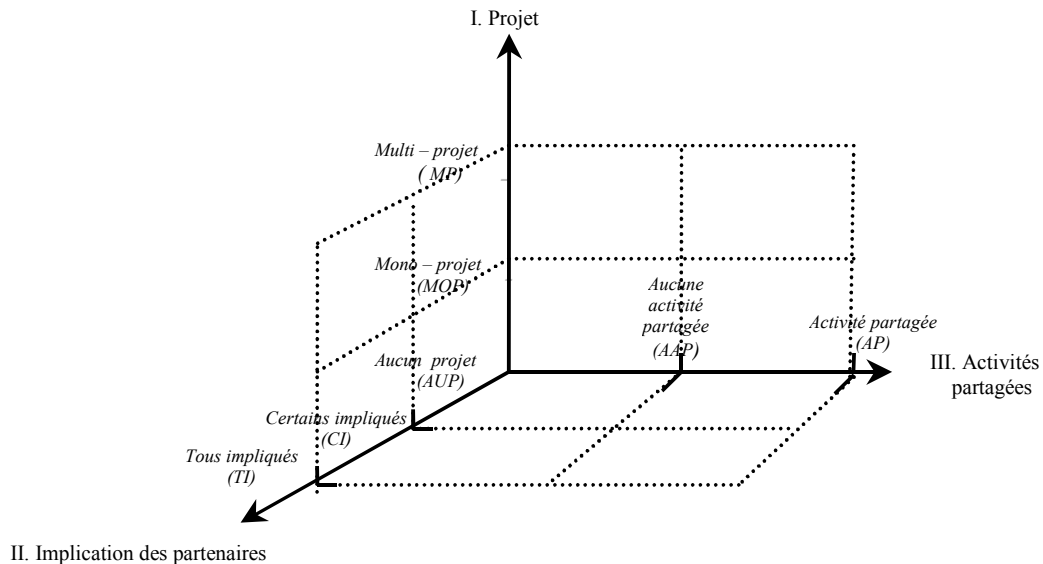 I. Projet
Multi – projet
( MP)
Mono – projet
(MOP)
Aucune
activité
partagée
(AAP)
Activité partagée
(AP)
Aucun projet
(AUP)
III. Activités
partagées
Certains impliqués
(CI)
Tous impliqués
(TI)
II. Implication des partenaires